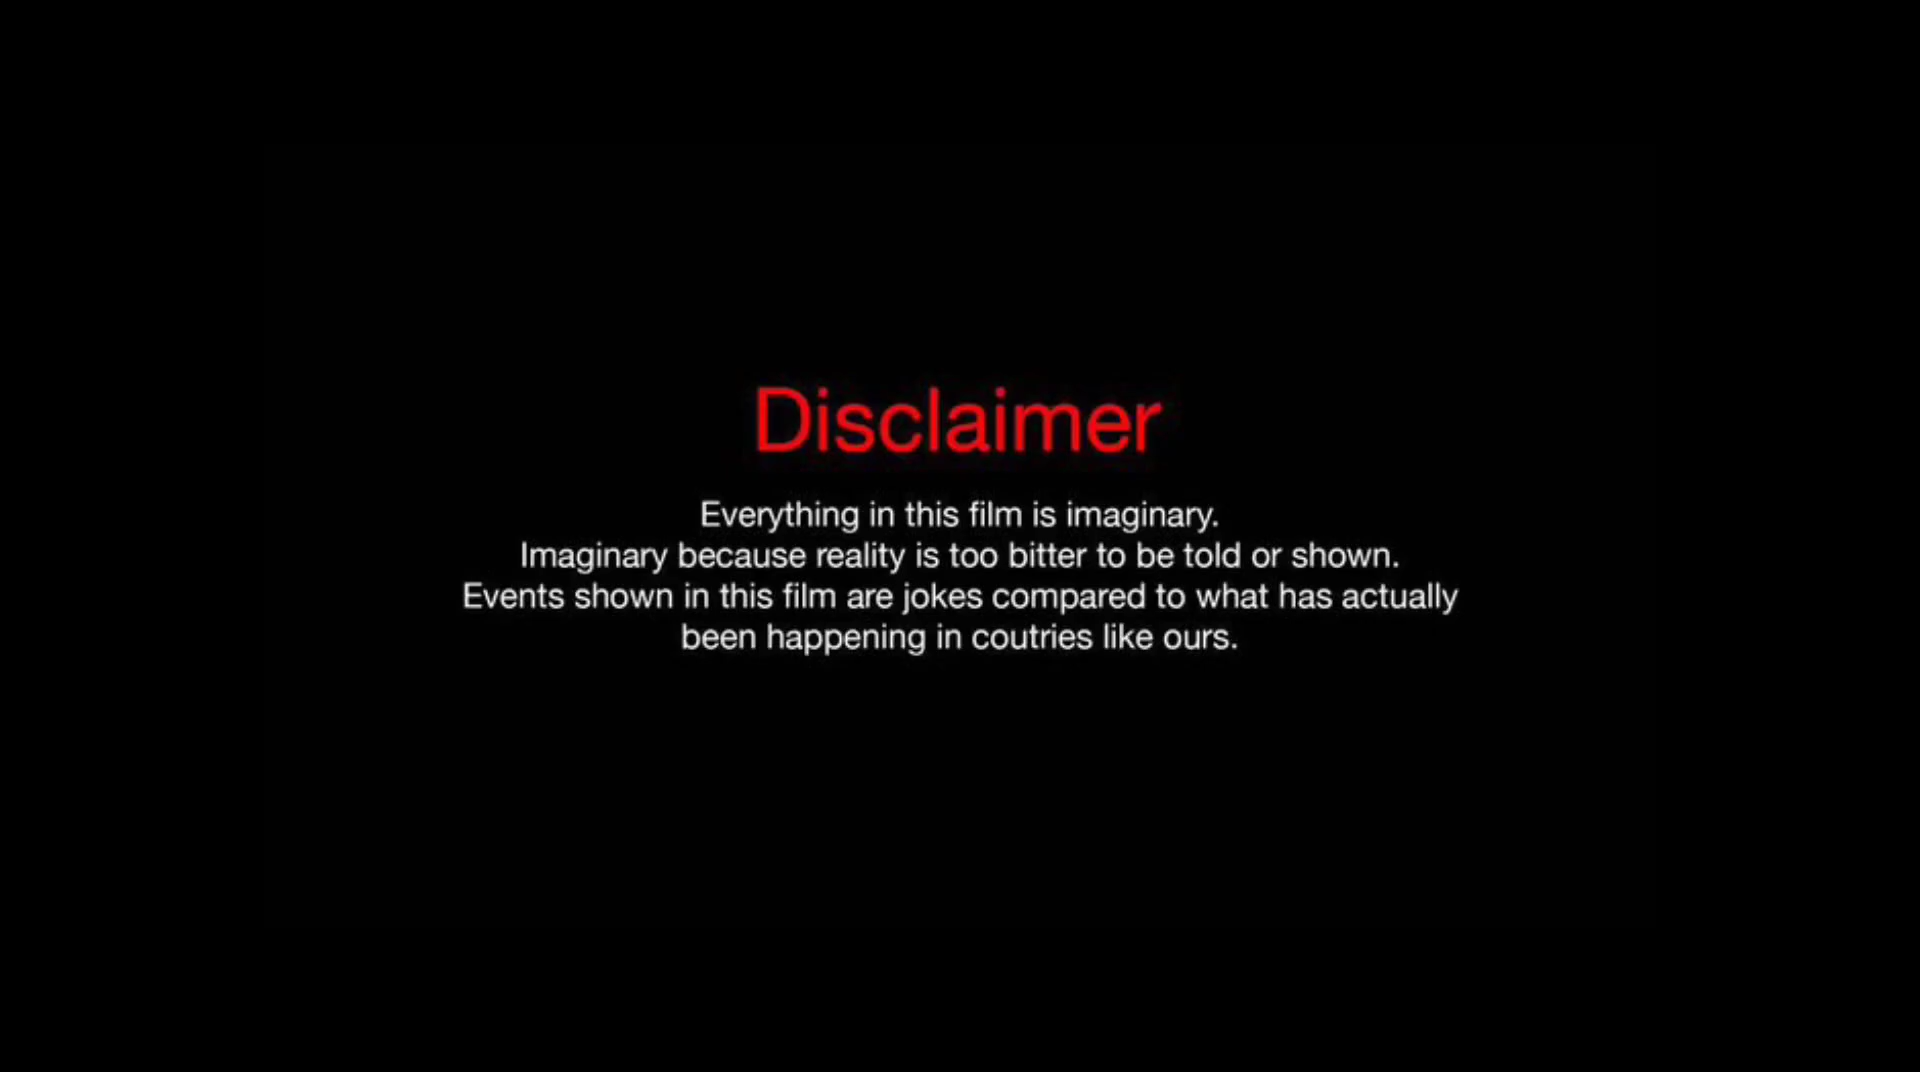 Disclaimer
Everything in this film is imaginary.
Imaginary because reality is too bitter to be told or shown.
Events shown in this film are jokes compared to what has actually
been happening in coutries like ours.